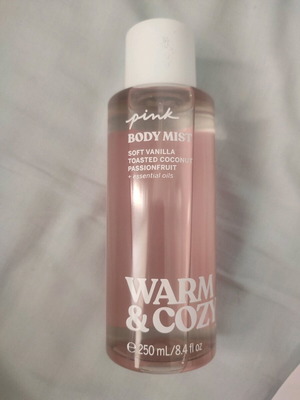 pink
BODY MIST
SOFT VANILLA
TOASTED COCONUT
PASSIONFRUIT
+ essential oils
WARM
& COZY
℮ 250 mL/8.4 fl oz